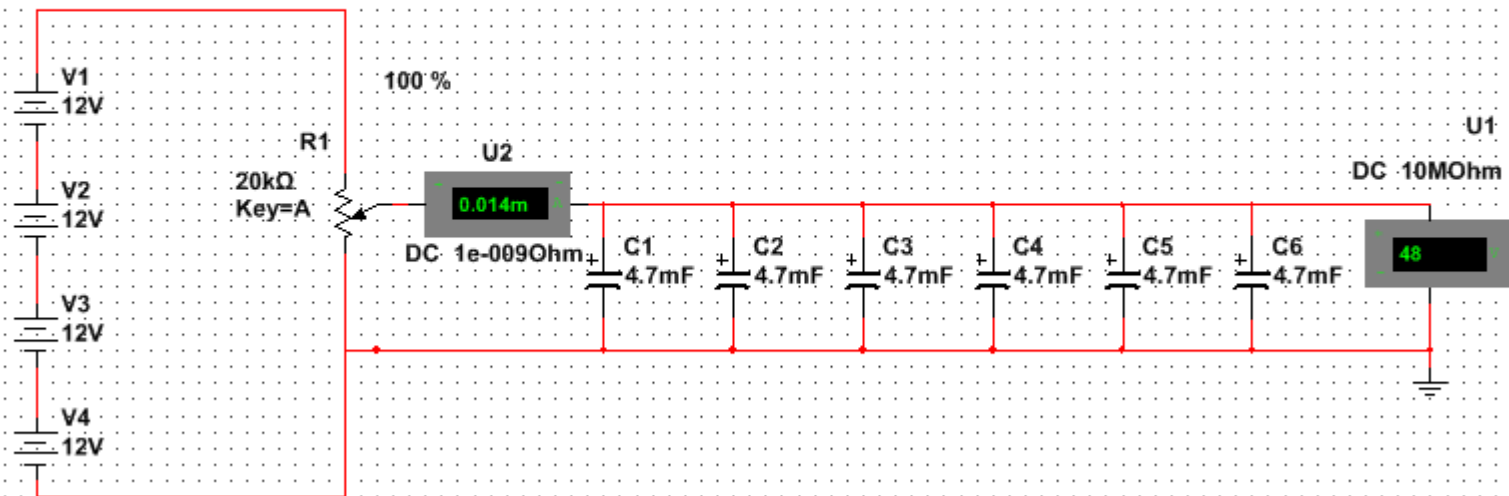 V1
12V
100 %
R1
20kΩ
Key=A
U2
0.014m
A
DC 1e-009Ohm
V2
12V
C1
4.7mF
C2
4.7mF
C3
4.7mF
C4
4.7mF
C5
4.7mF
C6
4.7mF
U1
DC 10MOhm
48
V
V3
12V
V4
12V